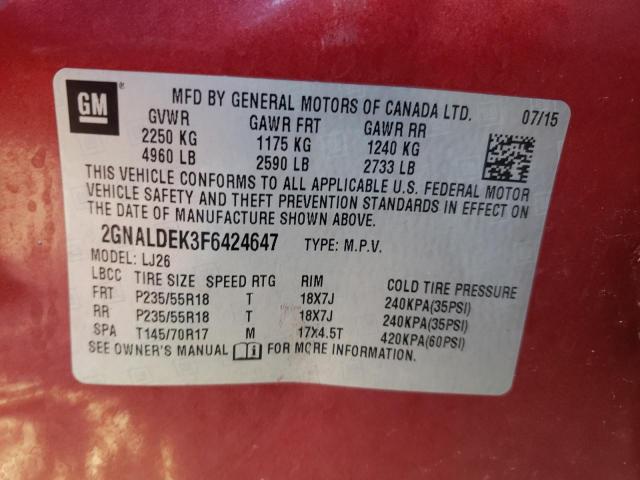 GM
MFD BY GENERAL MOTORS OF CANADA LTD. 07/15
GVWR GAWR FRT GAWR RR
2250 KG 1175 KG 1240 KG
4960 LB 2590 LB 2733 LB
THIS VEHICLE CONFORMS TO ALL APPLICABLE U.S. FEDERAL MOTOR
VEHICLE SAFETY AND THEFT PREVENTION STANDARDS IN EFFECT ON
THE DATE OF MANUFACTURE SHOWN ABOVE.
2GNALDEK3F6424647 TYPE: M.P.V.
MODEL: LJ26
LBCC TIRE SIZE SPEED RTG RIM COLD TIRE PRESSURE
FRT P235/55R18 T 18X7J 240KPA(35PSI)
RR P235/55R18 T 18X7J 240KPA(35PSI)
SPA T145/70R17 M 17X4.5T 420KPA(60PSI)
SEE OWNER'S MANUAL FOR MORE INFORMATION.